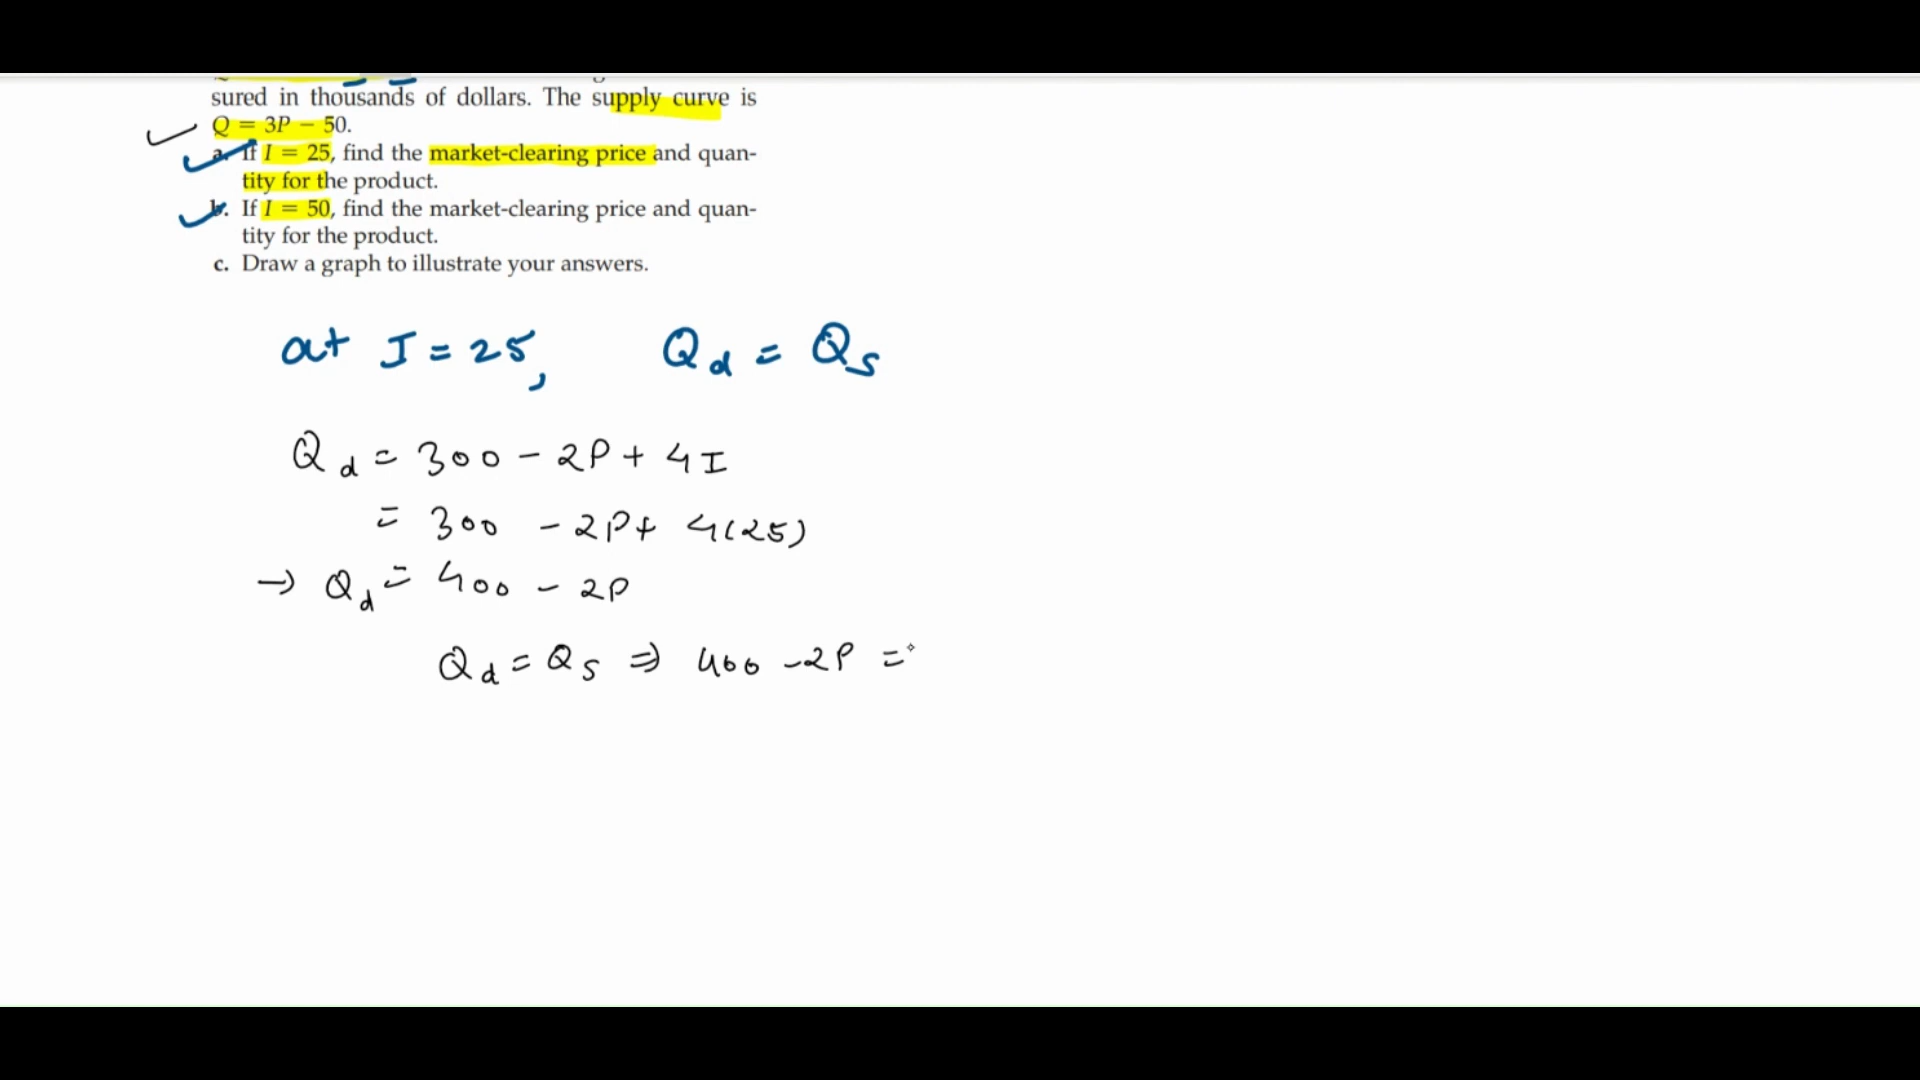 sured in thousands of dollars. The supply curve is
Q = 3P − 50.
a. If I = 25, find the market-clearing price and quan-
tity for the product.
b. If I = 50, find the market-clearing price and quan-
tity for the product.
c. Draw a graph to illustrate your answers.
at I = 25, Qd = Qs
Qd = 300 - 2P + 4I
= 300 - 2P + 4(25)
→ Qd = 400 - 2P
Qd = Qs ⇒ 400 - 2P =